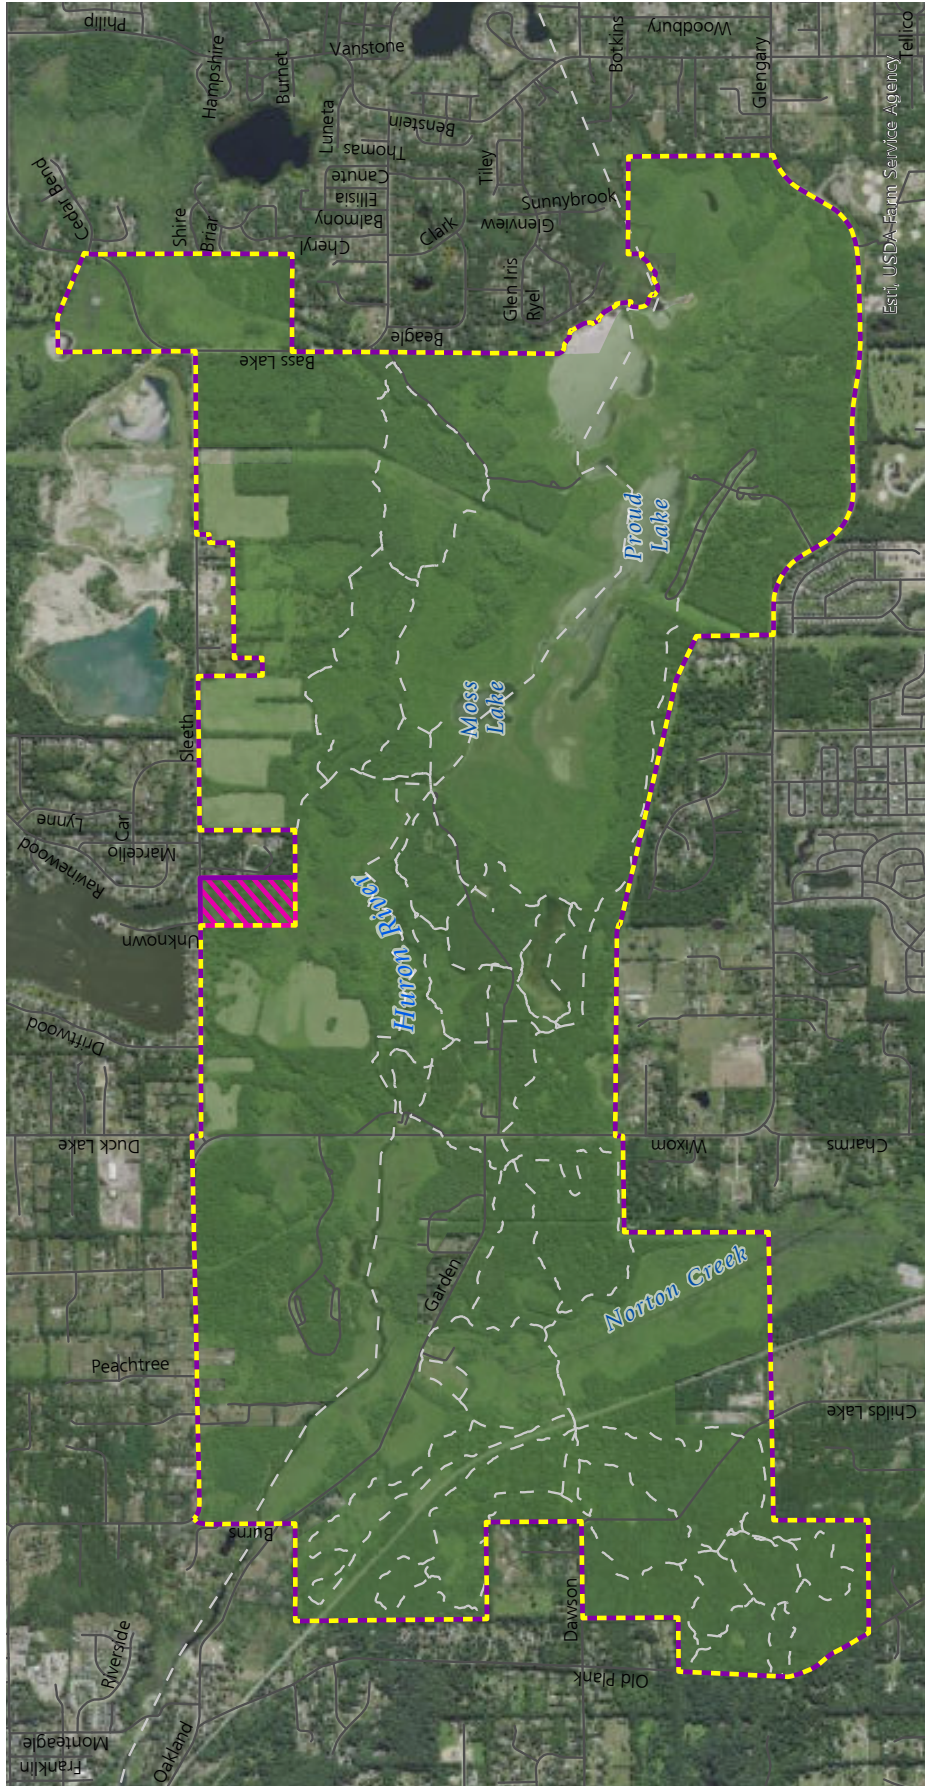 Philip
Hampshire
Burnet
Vanstone
Botkins
Woodbury
Glengary
Tellico
Luneta
Benstein
Thomas
Canute
Ellisia
Balmony
Cheryl
Tiley
Sunnybrook
Glenview
Clark
Cedar Bend
Shire
Briar
Glen Iris
Ryel
Beagle
Bass Lake
Esri, USDA Farm Service Agency
Proud
Lake
Moss
Lake
Sleeth
Lynne
Car
Marcello
Ravinewood
Unknown
Huron River
Driftwood
Duck Lake
Wixom
Charms
Garden
Norton Creek
Peachtree
Childs Lake
Burns
Dawson
Old Plank
Riverside
Monteagle
Franklin
Oakland